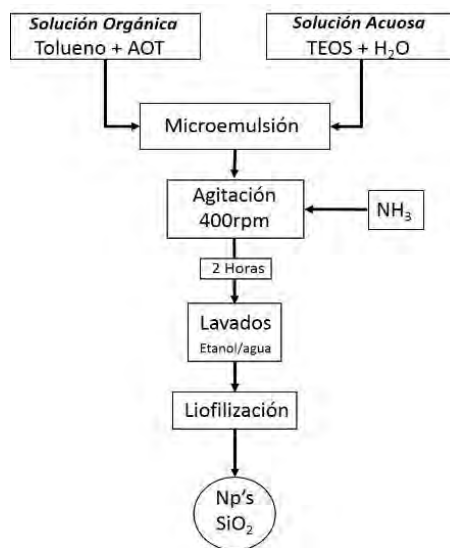 Solución Orgánica
Tolueno + AOT
Solución Acuosa
TEOS + H₂O
Microemulsión
Agitación
400rpm
NH₃
2 Horas
Lavados
Etanol/agua
Liofilización
Np's
SiO₂